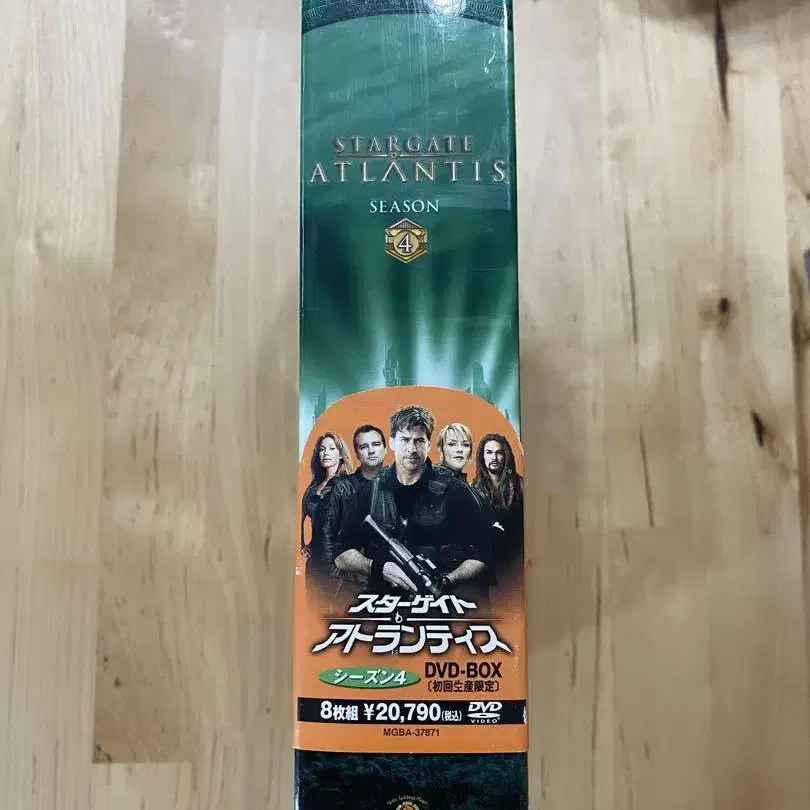 STARGATE
ATLANTIS
SEASON
4
スターゲイト
アトランティス
シーズン4
DVD-BOX
〔初回生産限定〕
8枚組 ¥20,790(税込)
DVD
VIDEO
MGBA-37871